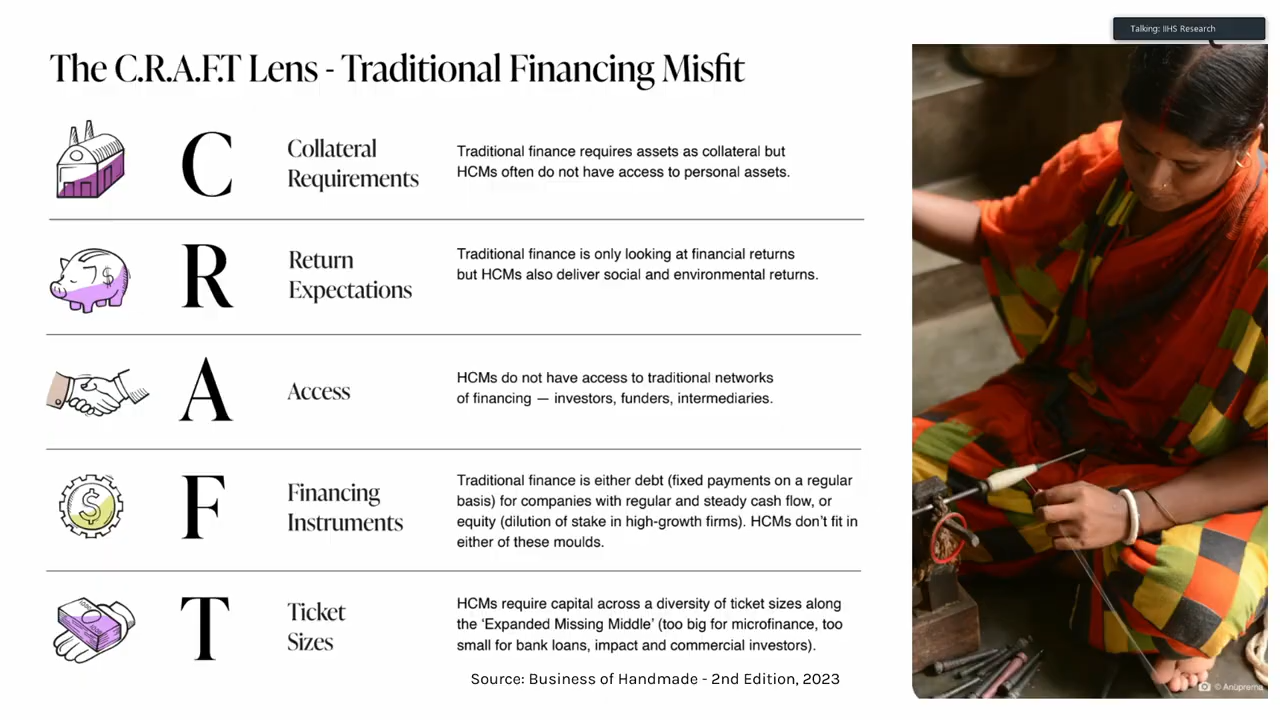 Talking: IIHS Research
The C.R.A.F.T Lens - Traditional Financing Misfit
C
Collateral
Requirements
Traditional finance requires assets as collateral but
HCMs often do not have access to personal assets.
R
Return
Expectations
Traditional finance is only looking at financial returns
but HCMs also deliver social and environmental returns.
A
Access
HCMs do not have access to traditional networks
of financing — investors, funders, intermediaries.
F
Financing
Instruments
Traditional finance is either debt (fixed payments on a regular
basis) for companies with regular and steady cash flow, or
equity (dilution of stake in high-growth firms). HCMs don't fit in
either of these moulds.
T
Ticket
Sizes
HCMs require capital across a diversity of ticket sizes along
the ‘Expanded Missing Middle’ (too big for microfinance, too
small for bank loans, impact and commercial investors).
Source: Business of Handmade - 2nd Edition, 2023
© Anuprema